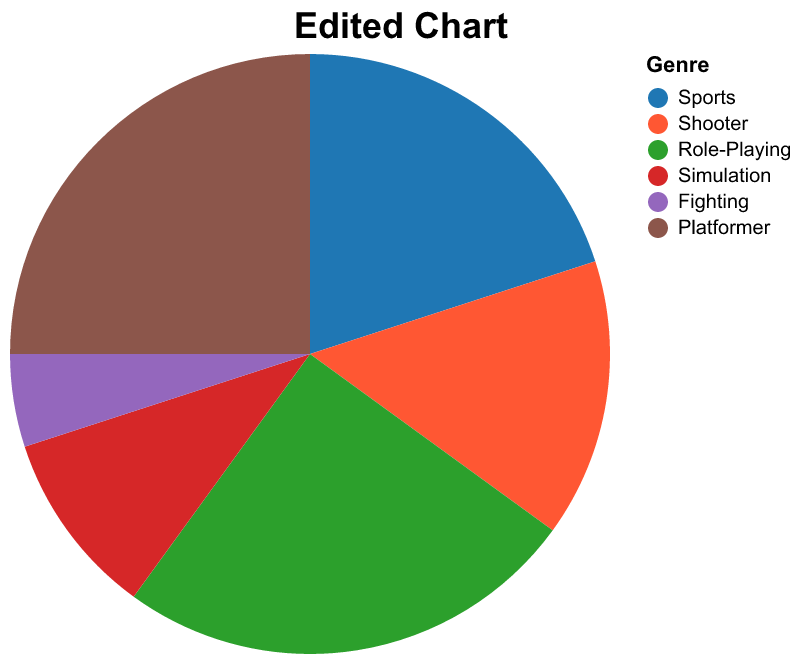 Edited Chart
Genre
Sports
Shooter
Role-Playing
Simulation
Fighting
Platformer